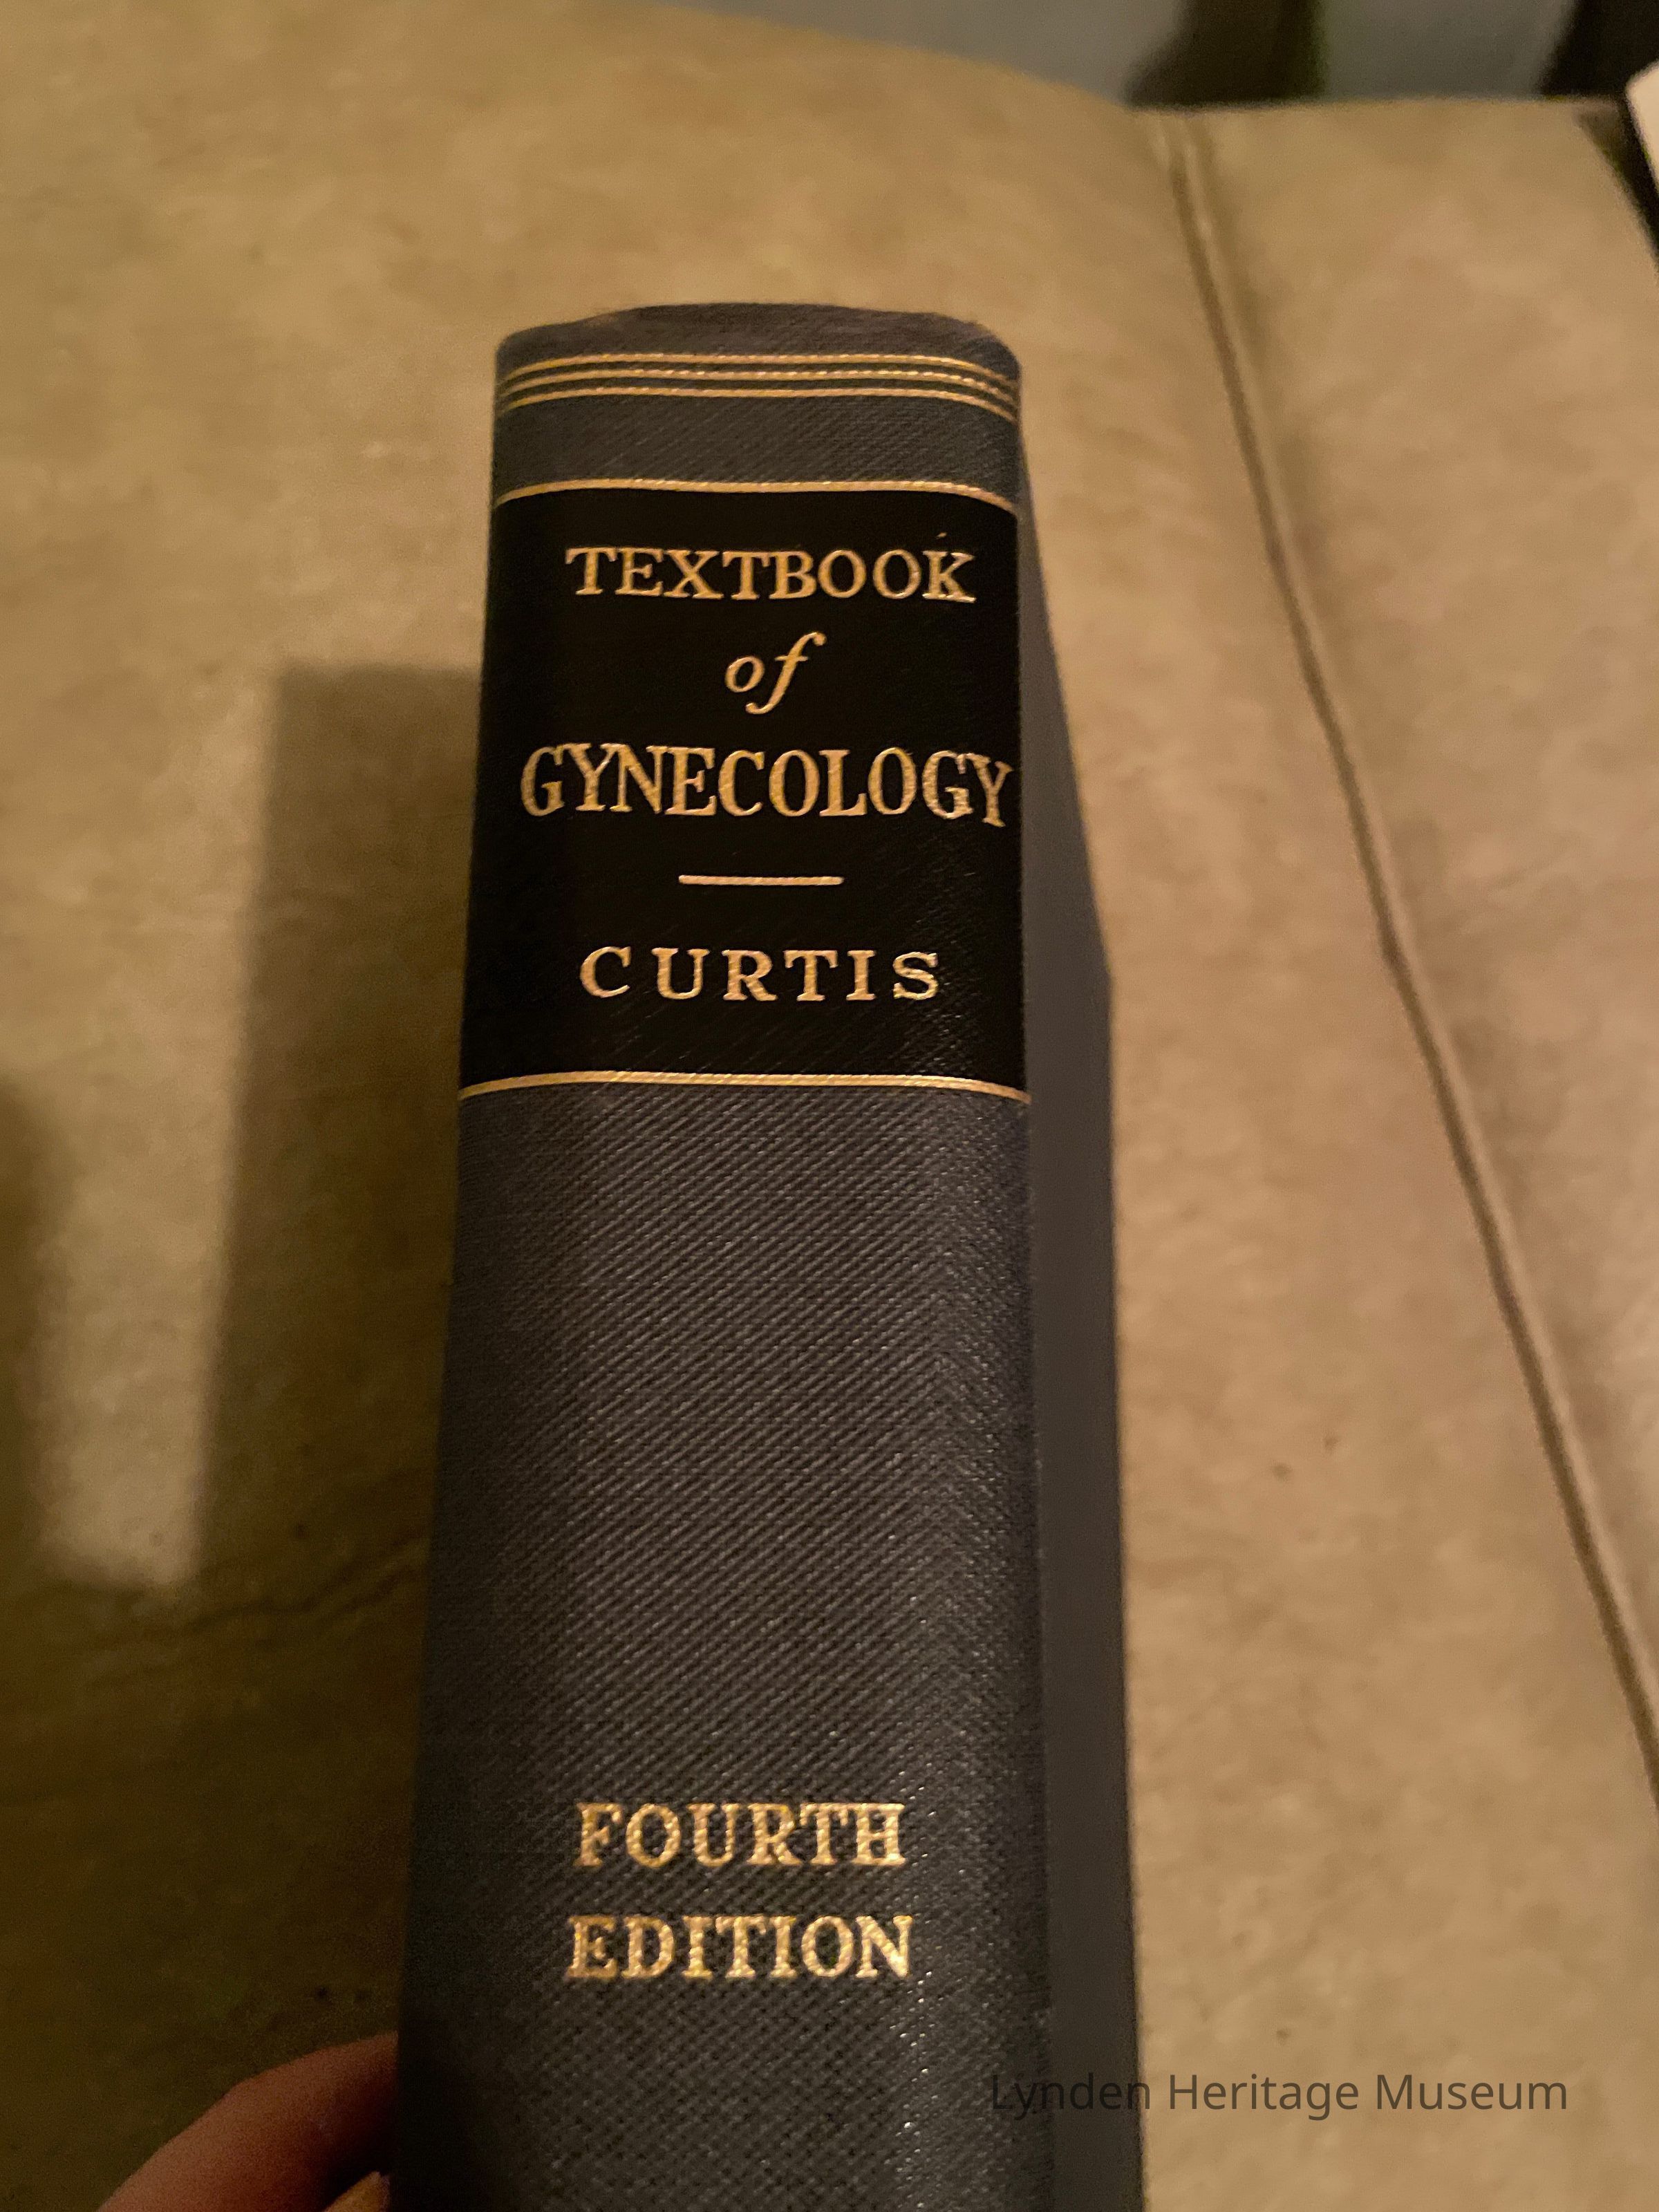 TEXTBOOK
of
GYNECOLOGY
CURTIS
FOURTH
EDITION
Lynden Heritage Museum